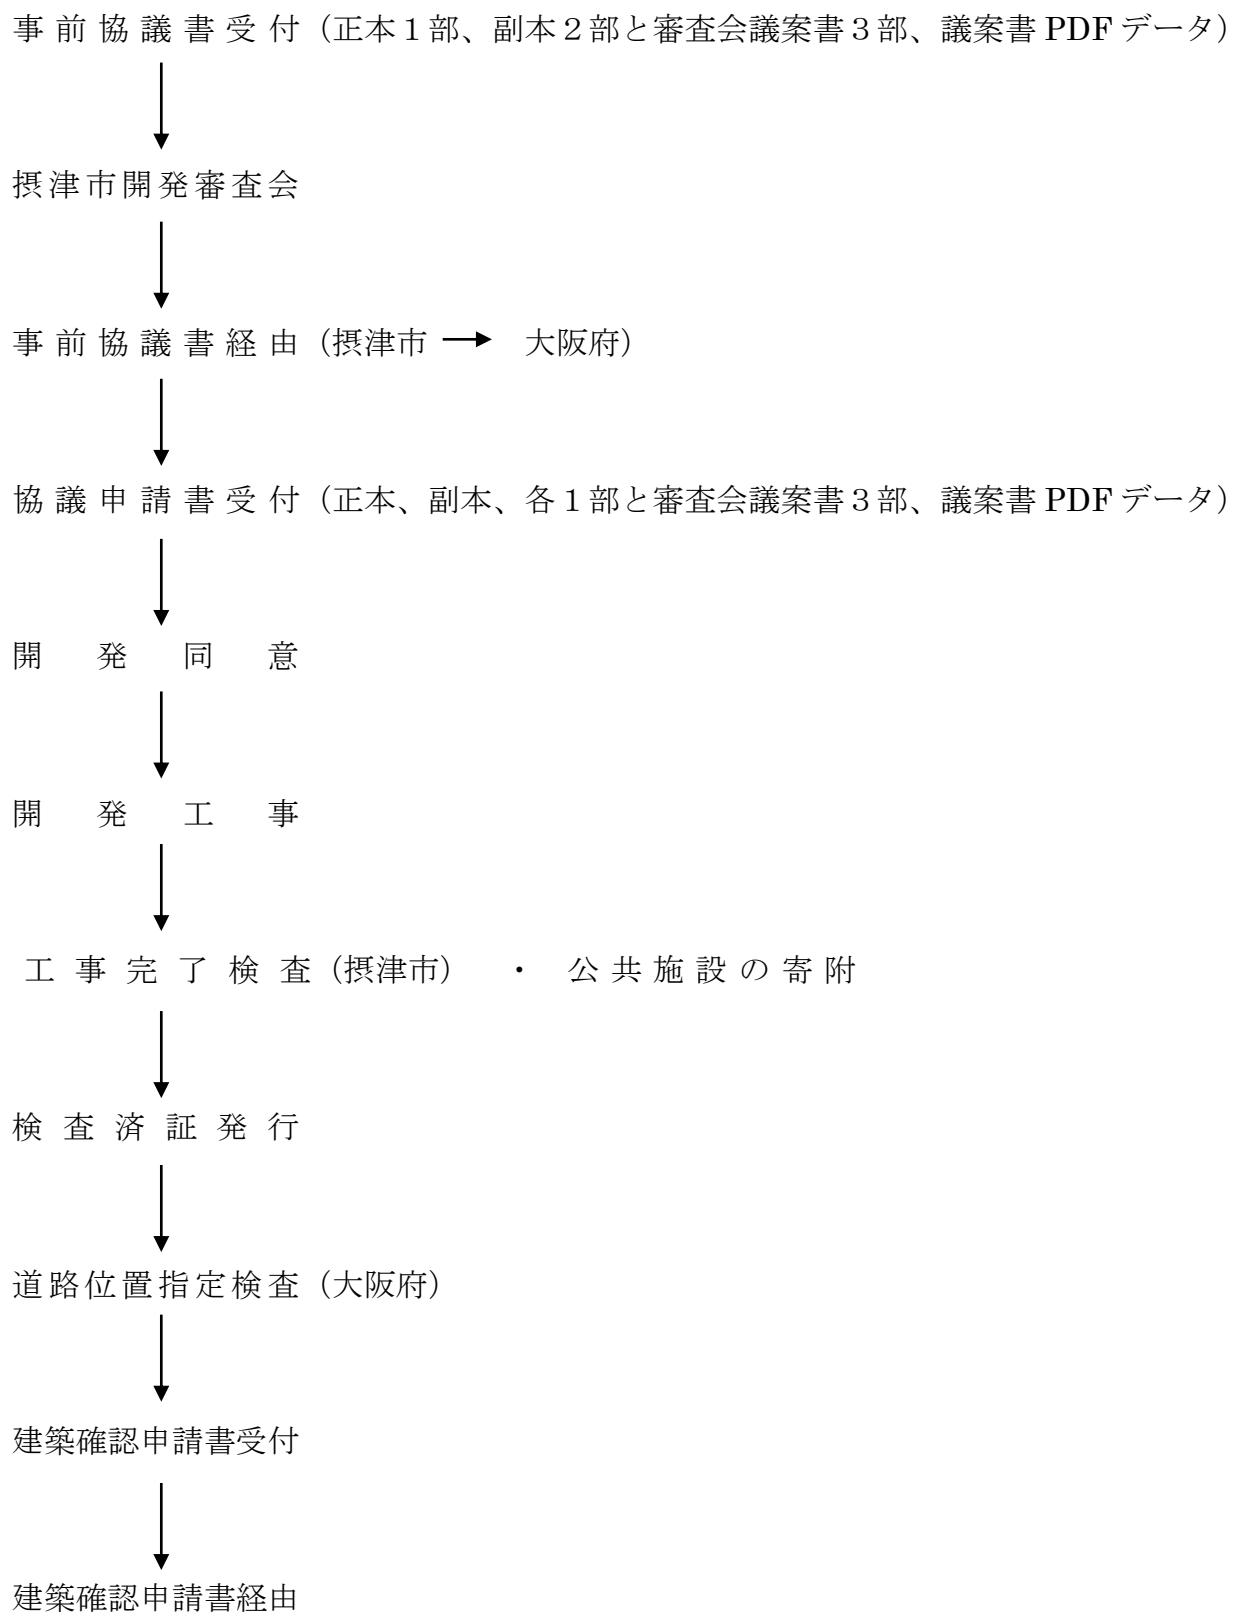 事前協議書受付（正本１部、副本２部と審査会議案書３部、議案書 PDF データ）
摂津市開発審査会
事前協議書経由（摂津市 → 大阪府）
協議申請書受付（正本、副本、各１部と審査会議案書３部、議案書 PDF データ）
開発同意
開発工事
工事完了検査（摂津市） ・ 公共施設の寄附
検査済証発行
道路位置指定検査（大阪府）
建築確認申請書受付
建築確認申請書経由